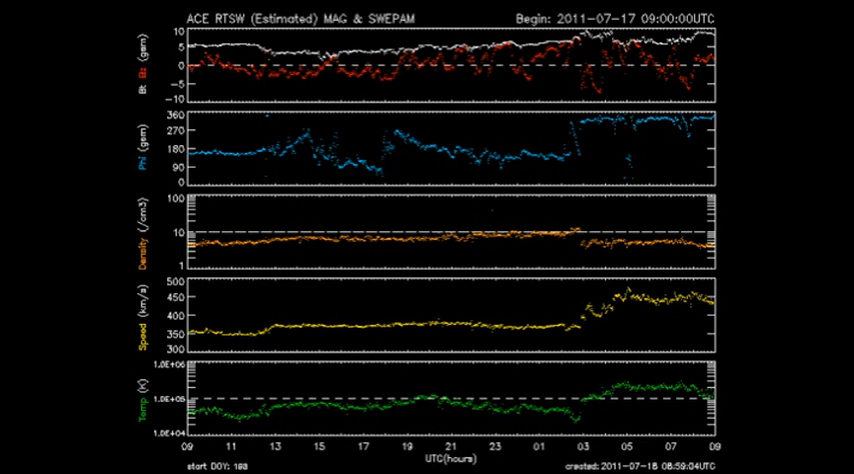 ACE RTSW (Estimated) MAG & SWEPAM Begin: 2011-07-17 09:00:00UTC
Bt Bz (gsm)
10
5
0
-5
-10
Phi (gsm)
360
270
180
90
0
Density (/cm3)
100
10
1
Speed (km/s)
500
450
400
350
300
Temp (K)
1.0E+06
1.0E+05
1.0E+04
09 11 13 15 17 19 21 23 01 03 05 07 09
UTC(hours)
start DOY: 198 created: 2011-07-18 08:59:04UTC